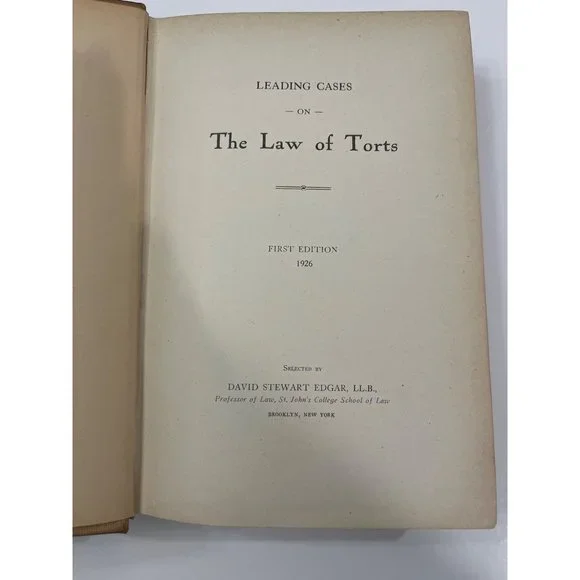 LEADING CASES
— ON —
The Law of Torts
FIRST EDITION
1926
SELECTED BY
DAVID STEWART EDGAR, LL.B.,
Professor of Law, St. John's College School of Law
BROOKLYN, NEW YORK